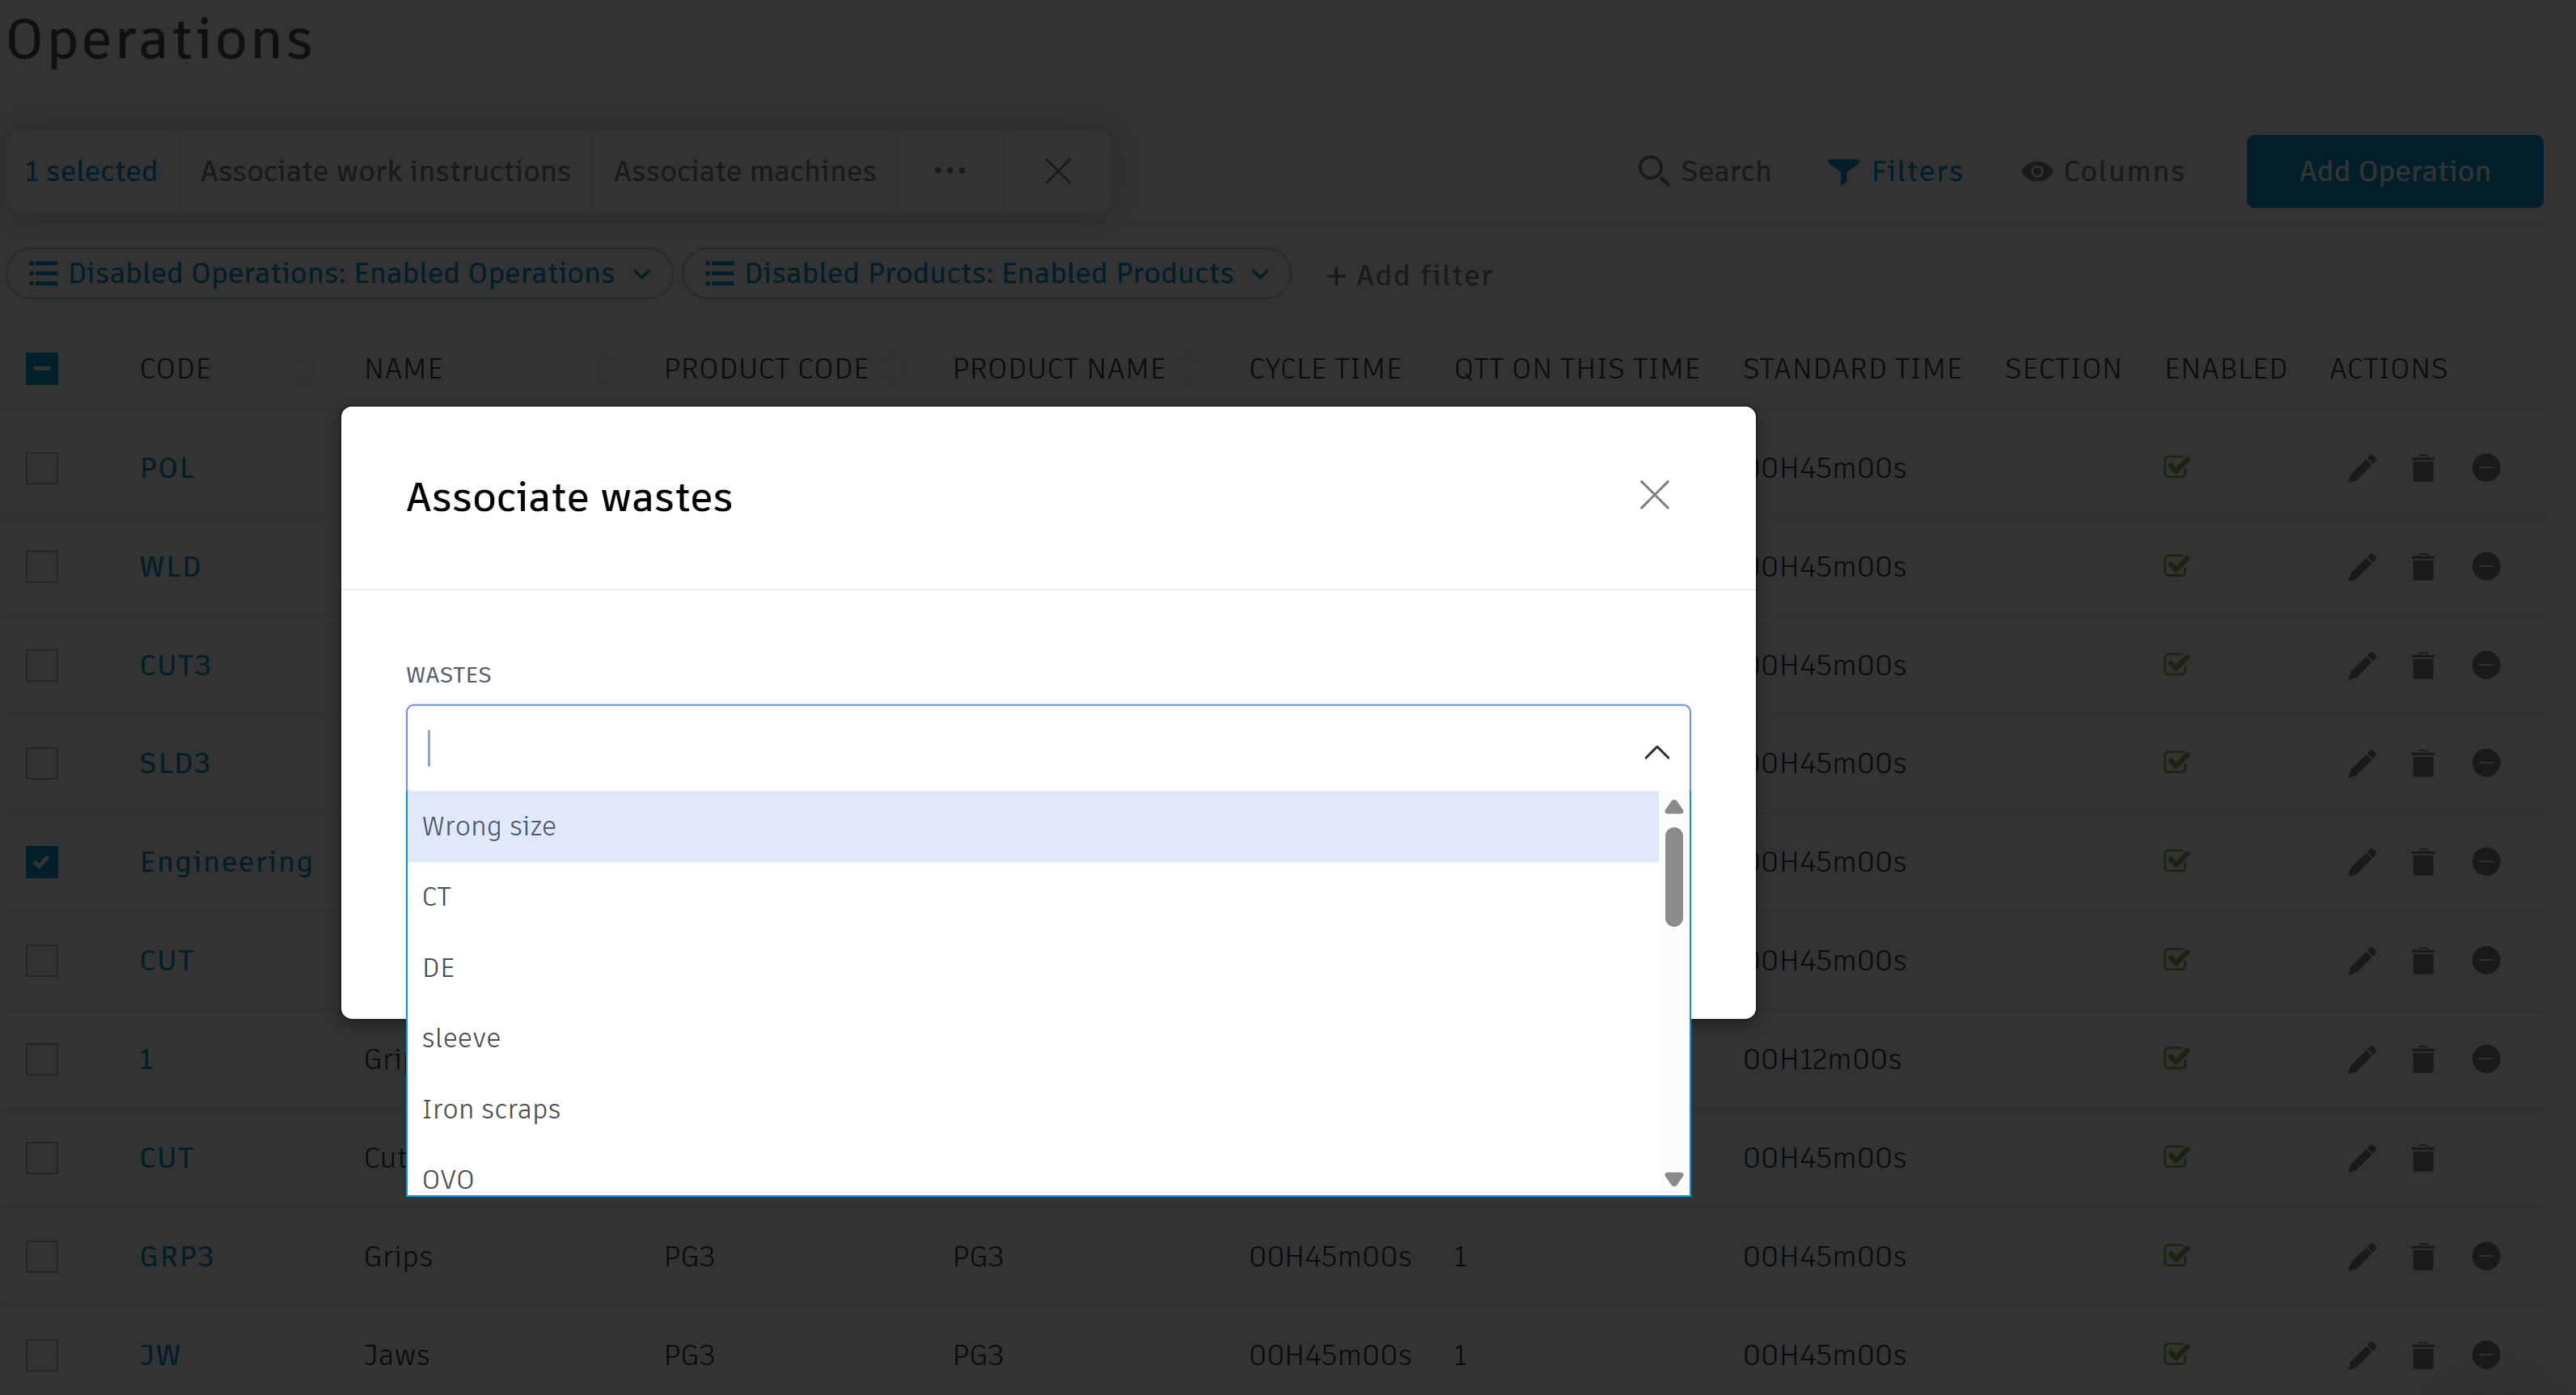 Operations
1 selected Associate work instructions Associate machines ••• Search Filters Columns Add Operation
Disabled Operations: Enabled Operations Disabled Products: Enabled Products + Add filter
CODE NAME PRODUCT CODE PRODUCT NAME CYCLE TIME QTT ON THIS TIME STANDARD TIME SECTION ENABLED ACTIONS
POL 00H45m00s
Associate wastes
WLD 00H45m00s
CUT3 00H45m00s
WASTES
SLD3 00H45m00s
Wrong size
Engineering 00H45m00s
CT
CUT 00H45m00s
DE
sleeve
1 00H12m00s
Iron scraps
CUT Cut 00H45m00s
OVO
GRP3 Grips PG3 PG3 00H45m00s 1 00H45m00s
JW Jaws PG3 PG3 00H45m00s 1 00H45m00s